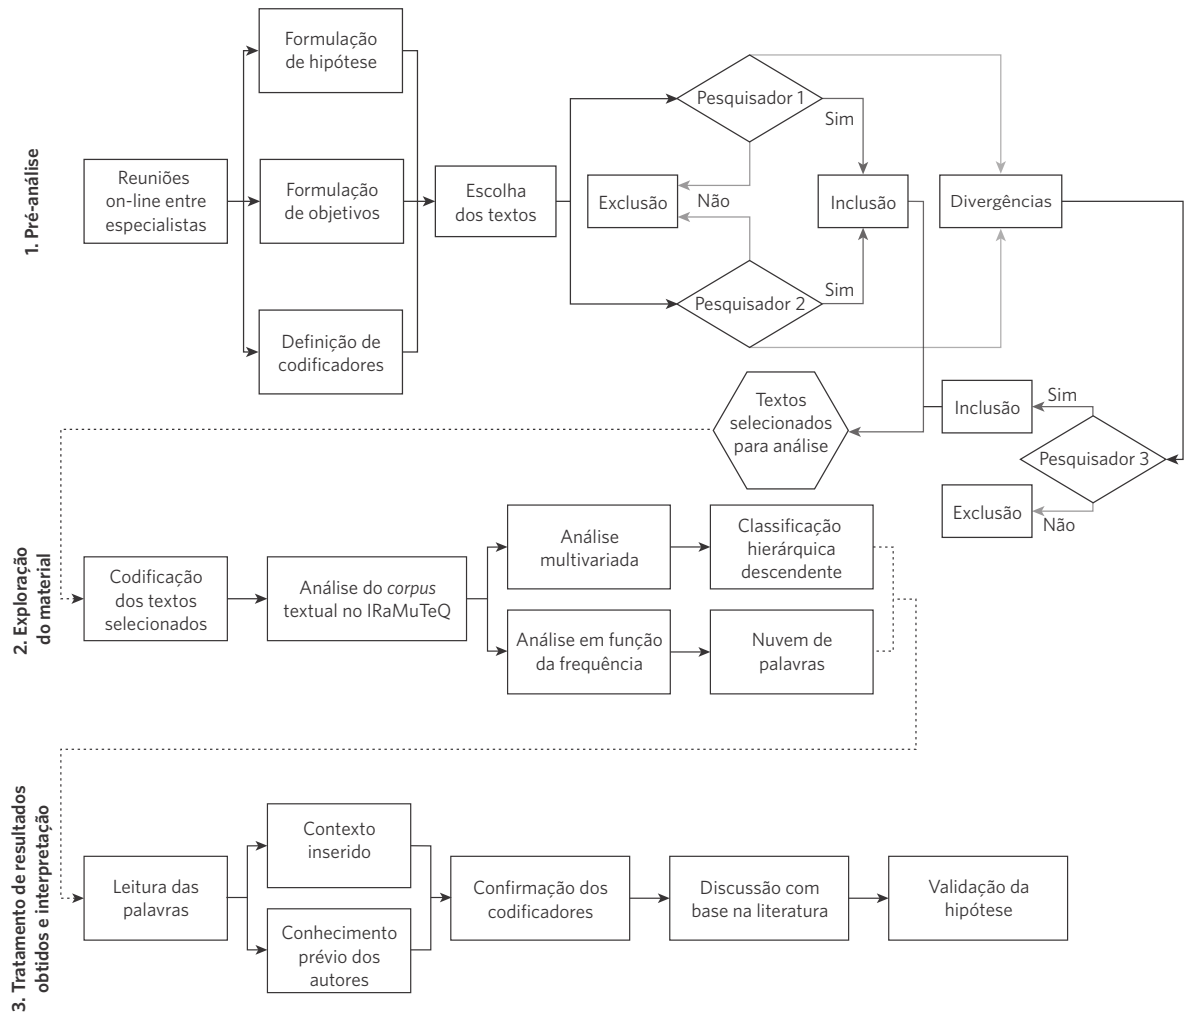 1. Pré-análise
Reuniões
on-line entre
especialistas
Formulação
de hipótese
Formulação
de objetivos
Definição de
codificadores
Escolha
dos textos
Pesquisador 1
Sim
Não
Exclusão
Inclusão
Divergências
Pesquisador 2
Sim
Textos
selecionados
para análise
Inclusão
Sim
Pesquisador 3
Exclusão
Não
2. Exploração
do material
Codificação
dos textos
selecionados
Análise do corpus
textual no IRaMuTeQ
Análise
multivariada
Classificação
hierárquica
descendente
Análise em função
da frequência
Nuvem de
palavras
3. Tratamento de resultados
obtidos e interpretação
Leitura das
palavras
Contexto
inserido
Conhecimento
prévio dos
autores
Confirmação dos
codificadores
Discussão com
base na literatura
Validação da
hipótese